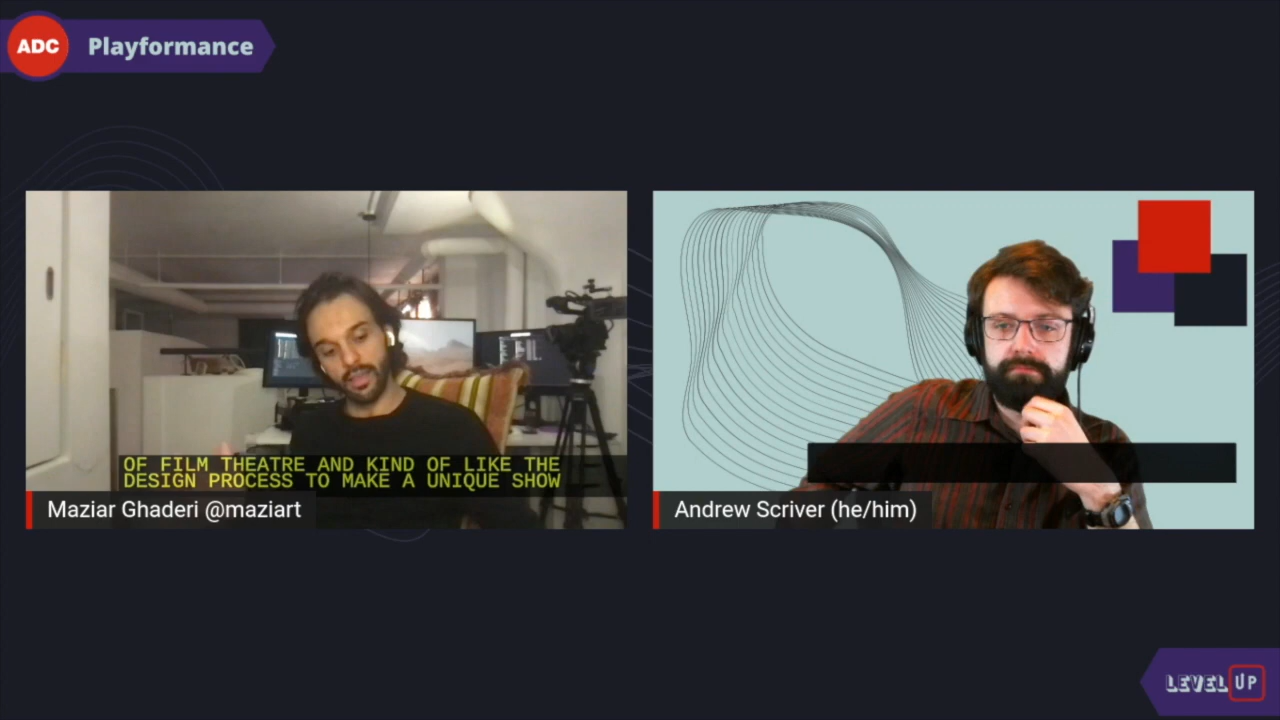 ADC
Playformance
OF FILM THEATRE AND KIND OF LIKE THE
DESIGN PROCESS TO MAKE A UNIQUE SHOW
Maziar Ghaderi @maziart
Andrew Scriver (he/him)
LEVEL UP